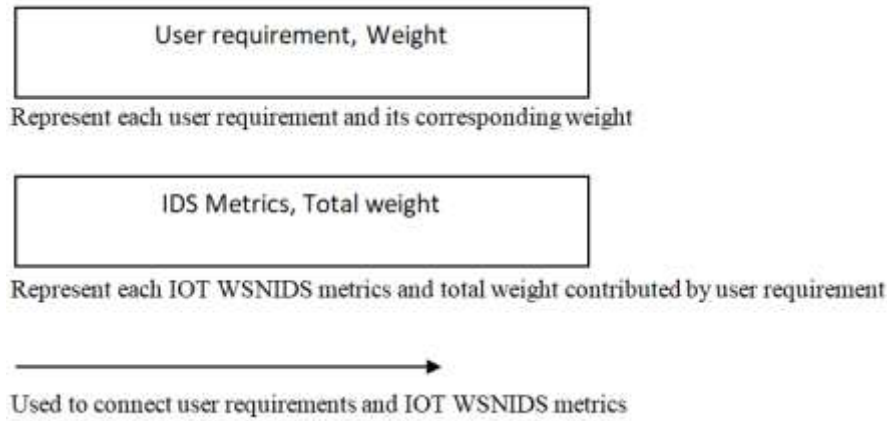 User requirement, Weight
Represent each user requirement and its corresponding weight
IDS Metrics, Total weight
Represent each IOT WSNIDS metrics and total weight contributed by user requirement
Used to connect user requirements and IOT WSNIDS metrics